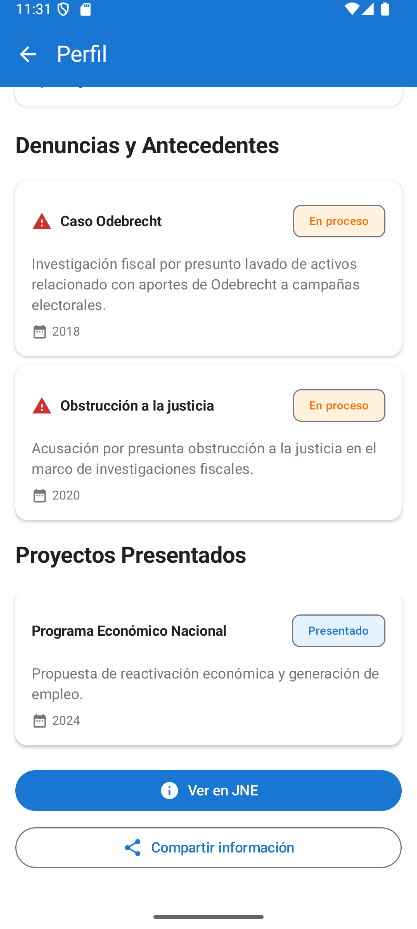 11:31
Perfil
Denuncias y Antecedentes
Caso Odebrecht
En proceso
Investigación fiscal por presunto lavado de activos
relacionado con aportes de Odebrecht a campañas
electorales.
2018
Obstrucción a la justicia
En proceso
Acusación por presunta obstrucción a la justicia en el
marco de investigaciones fiscales.
2020
Proyectos Presentados
Programa Económico Nacional
Presentado
Propuesta de reactivación económica y generación de
empleo.
2024
Ver en JNE
Compartir información